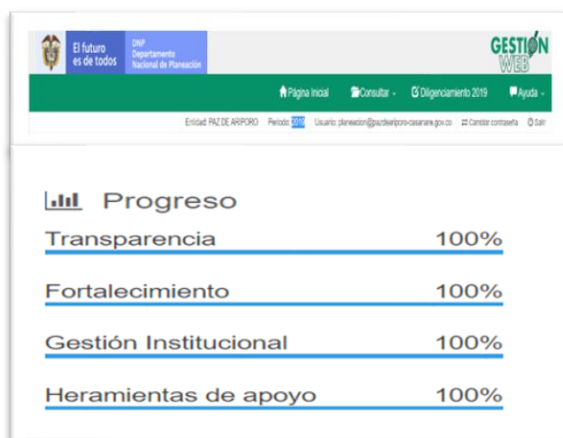 El futuro
es de todos
DNP
Departamento
Nacional de Planeación
GESTIÓN
WEB
Página Inicial Consultar Diligenciamiento 2019 Ayuda
Entidad: PAZ DE ARIPORO Periodo: 2019 Usuario: planeacion@pazdeariporo-casanare.gov.co Cambiar contraseña Salir
Progreso
Transparencia 100%
Fortalecimiento 100%
Gestión Institucional 100%
Heramientas de apoyo 100%